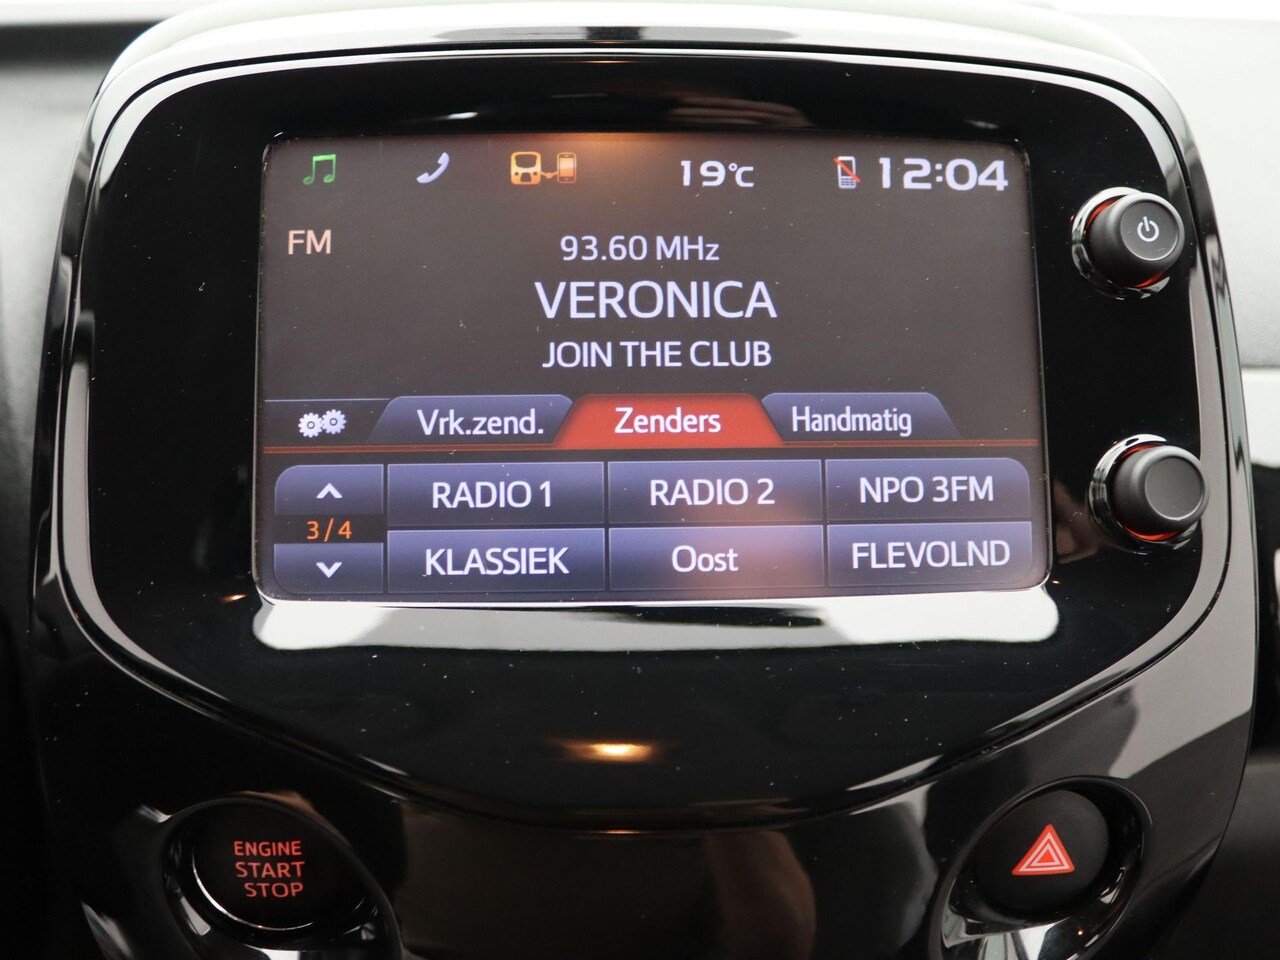 19°C 12:04
FM
93.60 MHz
VERONICA
JOIN THE CLUB
Vrk.zend. Zenders Handmatig
RADIO 1 RADIO 2 NPO 3FM
3/4
KLASSIEK Oost FLEVOLND
ENGINE
START
STOP